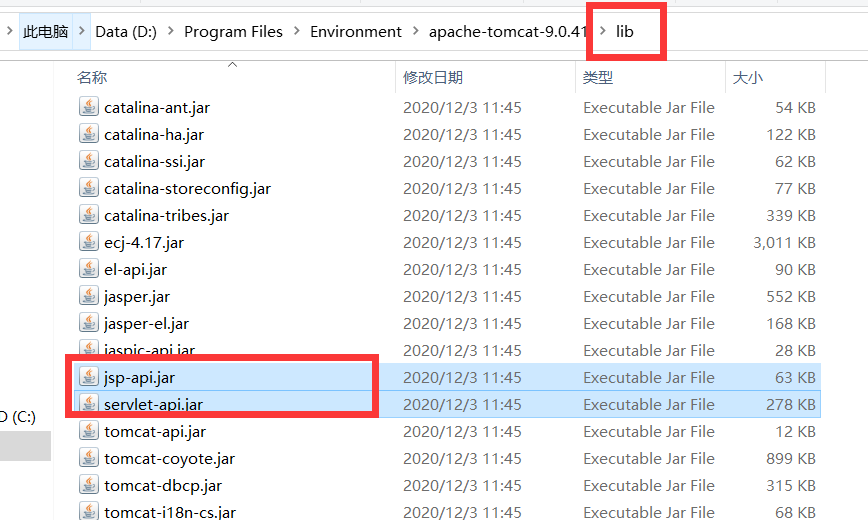 此电脑 Data (D:) Program Files Environment apache-tomcat-9.0.41 lib
名称 修改日期 类型 大小
catalina-ant.jar 2020/12/3 11:45 Executable Jar File 54 KB
catalina-ha.jar 2020/12/3 11:45 Executable Jar File 122 KB
catalina-ssi.jar 2020/12/3 11:45 Executable Jar File 62 KB
catalina-storeconfig.jar 2020/12/3 11:45 Executable Jar File 77 KB
catalina-tribes.jar 2020/12/3 11:45 Executable Jar File 339 KB
ecj-4.17.jar 2020/12/3 11:45 Executable Jar File 3,011 KB
el-api.jar 2020/12/3 11:45 Executable Jar File 90 KB
jasper.jar 2020/12/3 11:45 Executable Jar File 552 KB
jasper-el.jar 2020/12/3 11:45 Executable Jar File 168 KB
jaspic-api.jar 2020/12/3 11:45 Executable Jar File 28 KB
jsp-api.jar 2020/12/3 11:45 Executable Jar File 63 KB
servlet-api.jar 2020/12/3 11:45 Executable Jar File 278 KB
(C:)
tomcat-api.jar 2020/12/3 11:45 Executable Jar File 12 KB
tomcat-coyote.jar 2020/12/3 11:45 Executable Jar File 899 KB
tomcat-dbcp.jar 2020/12/3 11:45 Executable Jar File 315 KB
tomcat-i18n-cs.jar 2020/12/3 11:45 Executable Jar File 68 KB